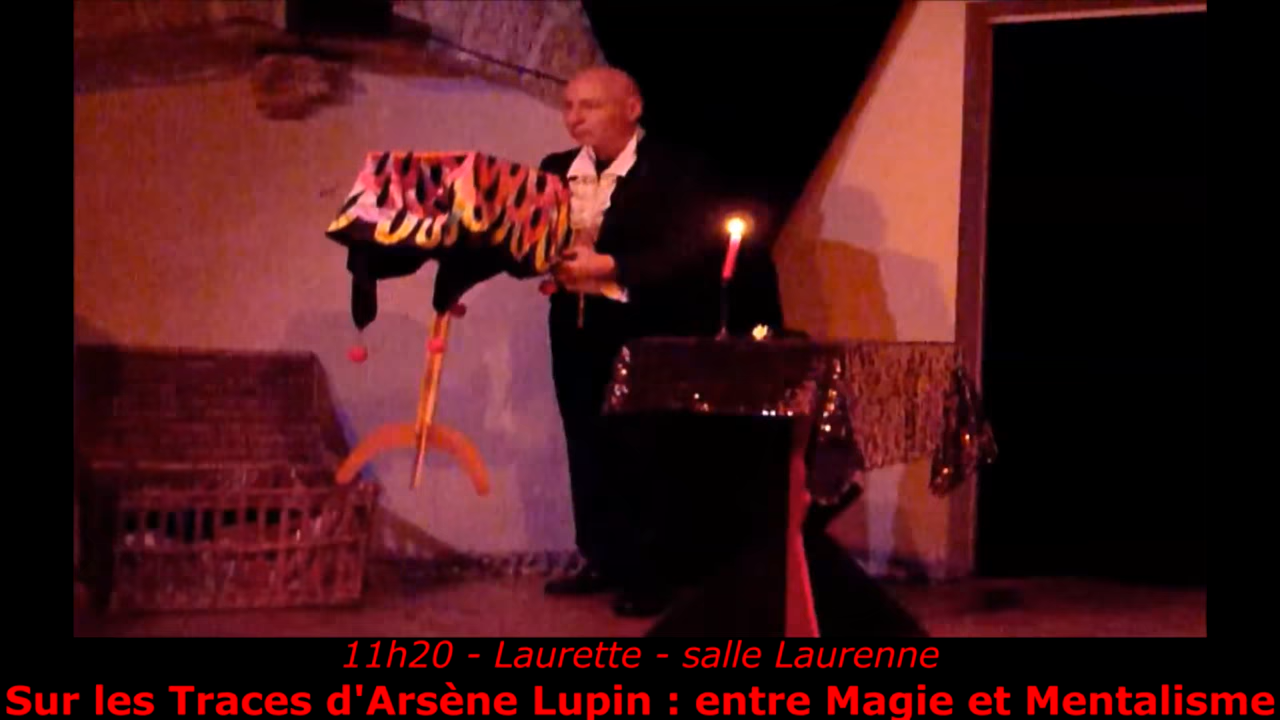 11h20 - Laurette - salle Laurenne
Sur les Traces d'Arsène Lupin : entre Magie et Mentalisme